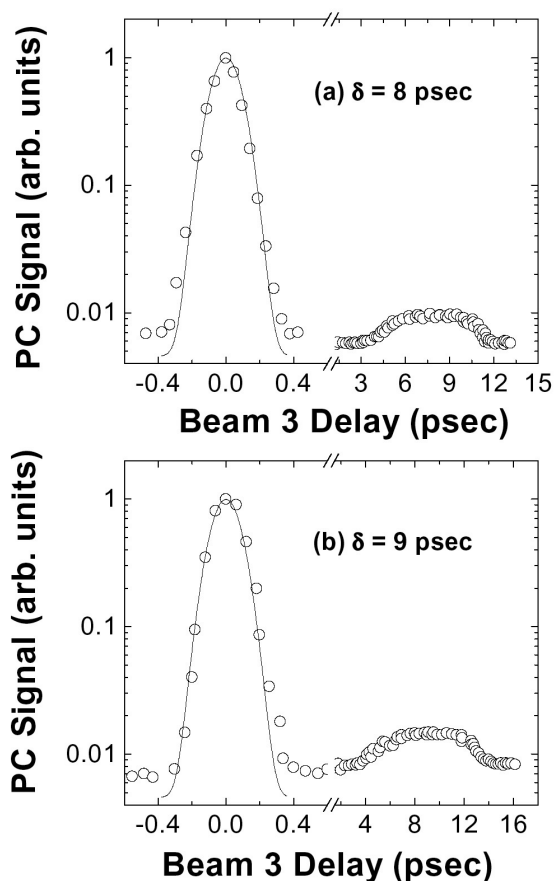 PC Signal (arb. units)
1
0.1
0.01
(a) δ = 8 psec
-0.4 0.0 0.4 3 6 9 12 15
Beam 3 Delay (psec)
PC Signal (arb. units)
1
0.1
0.01
(b) δ = 9 psec
-0.4 0.0 0.4 4 8 12 16
Beam 3 Delay (psec)